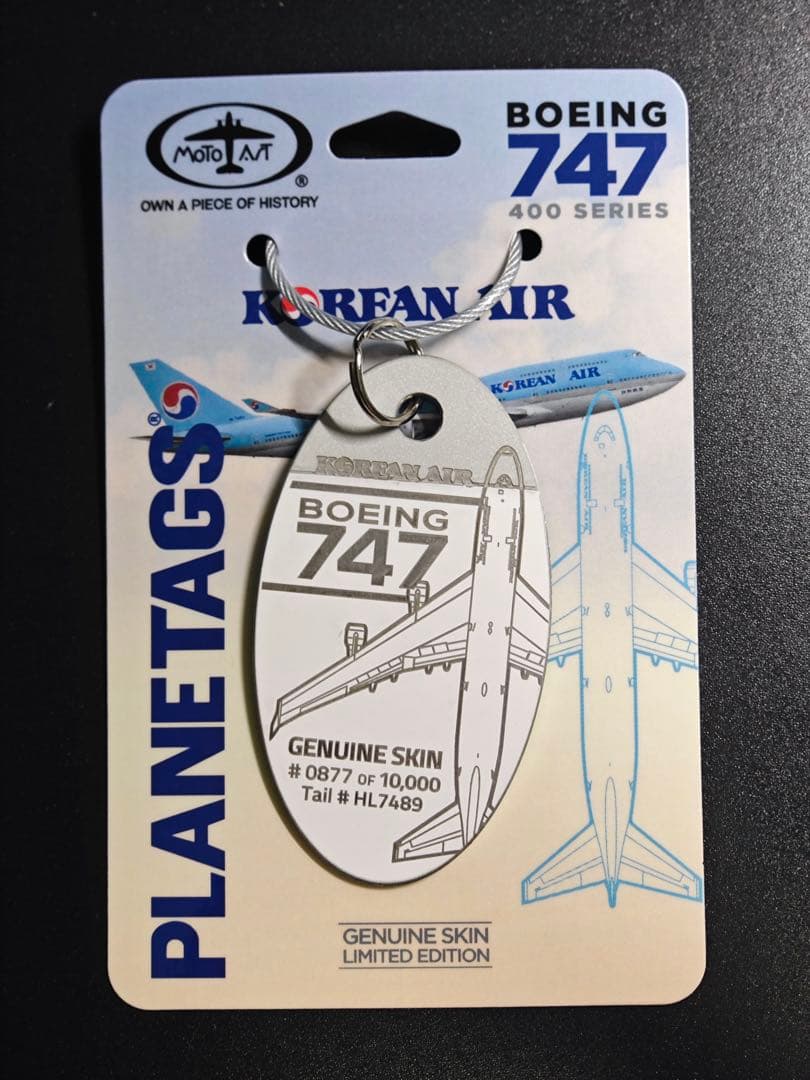 MOTO ART
®
OWN A PIECE OF HISTORY
BOEING
747
400 SERIES
KOREAN AIR
KOREAN AIR
PLANETAGS
KOREAN AIR
BOEING
747
GENUINE SKIN
# 0877 OF 10,000
Tail # HL7489
GENUINE SKIN
LIMITED EDITION